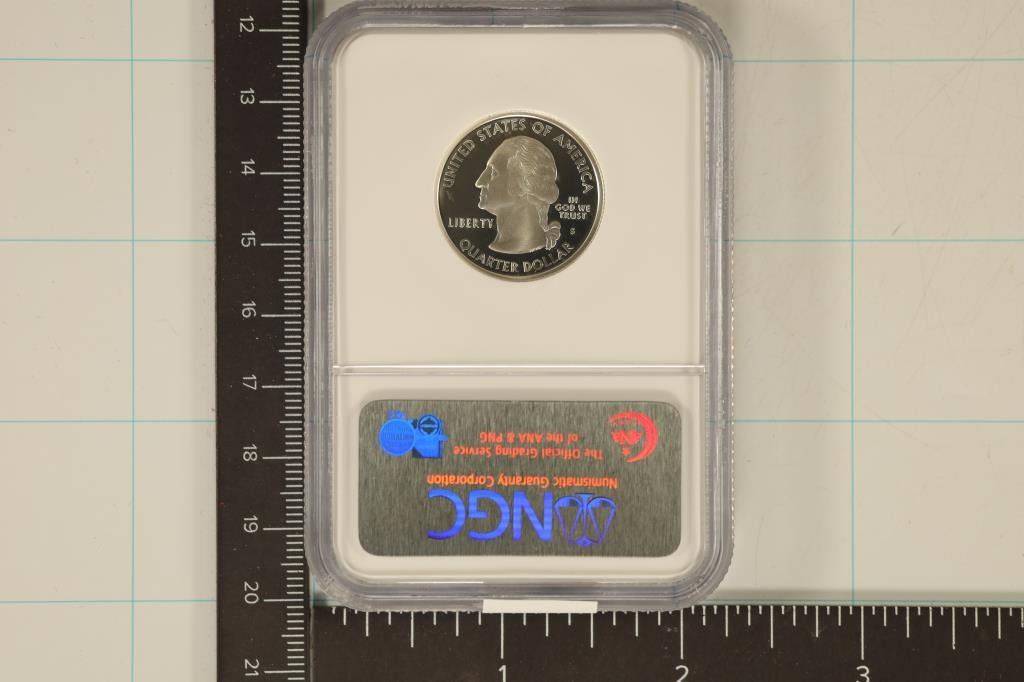 UNITED STATES OF AMERICA
LIBERTY
IN
GOD WE
TRUST
S
QUARTER DOLLAR
NGC
Numismatic Guaranty Corporation
The Official Grading Service
of the ANA & PNG
ANA
12
13
14
15
16
17
18
19
20
21
1
2
3